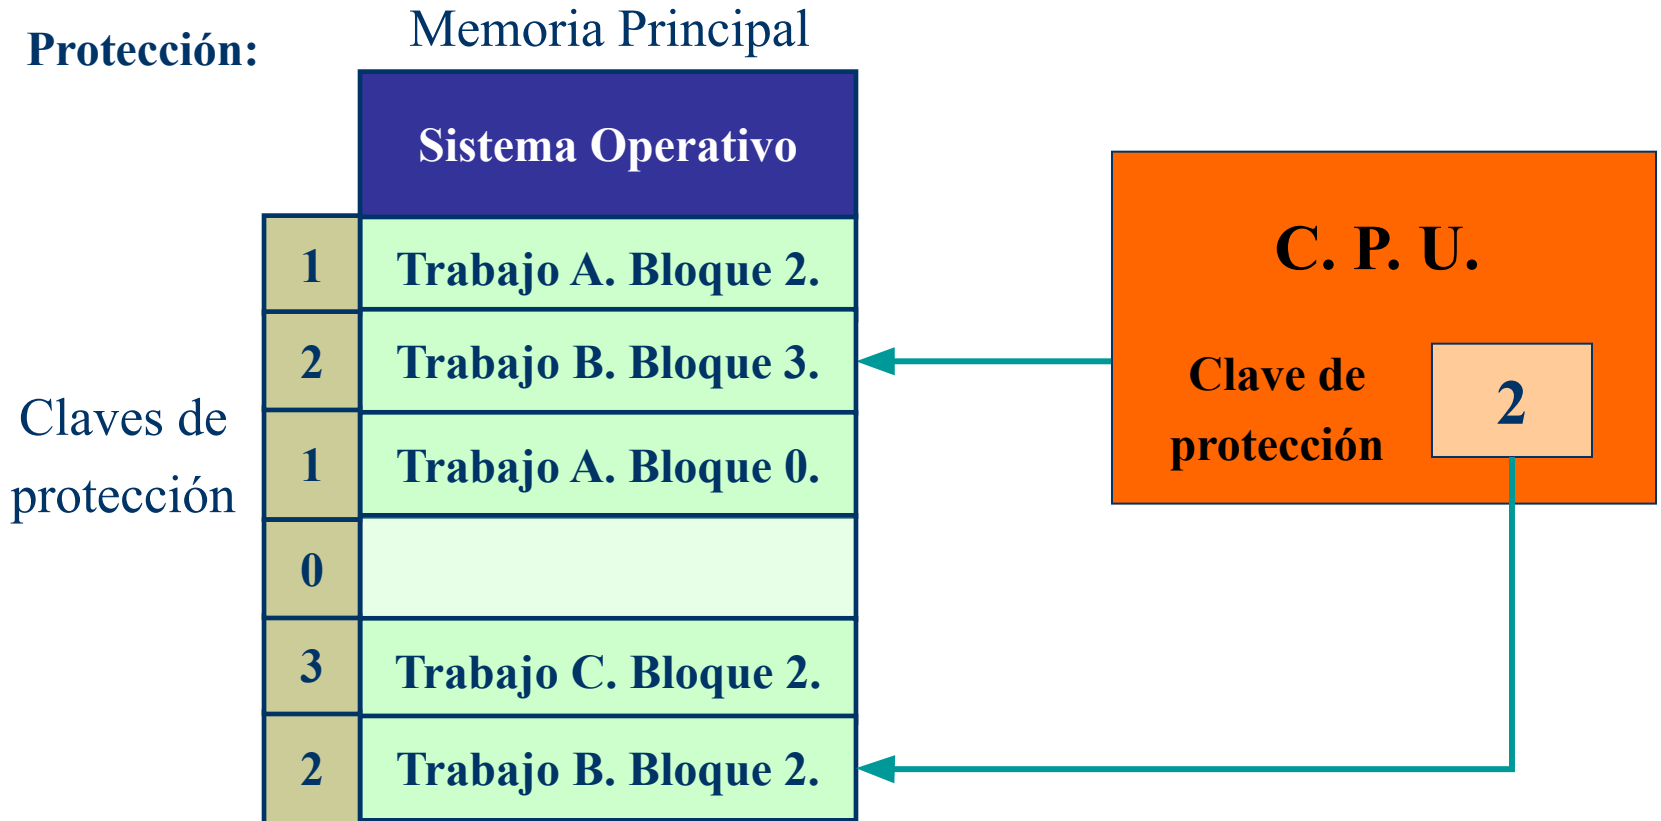 Protección:
Memoria Principal
Sistema Operativo
1
Trabajo A. Bloque 2.
2
Trabajo B. Bloque 3.
1
Trabajo A. Bloque 0.
0
3
Trabajo C. Bloque 2.
2
Trabajo B. Bloque 2.
Claves de
protección
C. P. U.
Clave de
protección
2